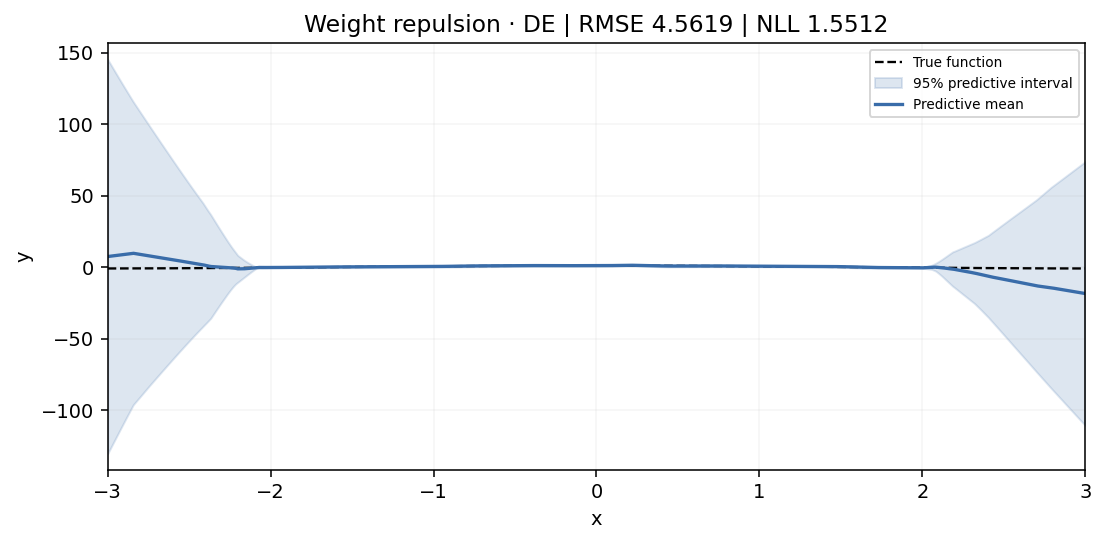 Weight repulsion · DE | RMSE 4.5619 | NLL 1.5512
True function
95% predictive interval
Predictive mean
150
100
50
0
−50
−100
y
−3 −2 −1 0 1 2 3
x